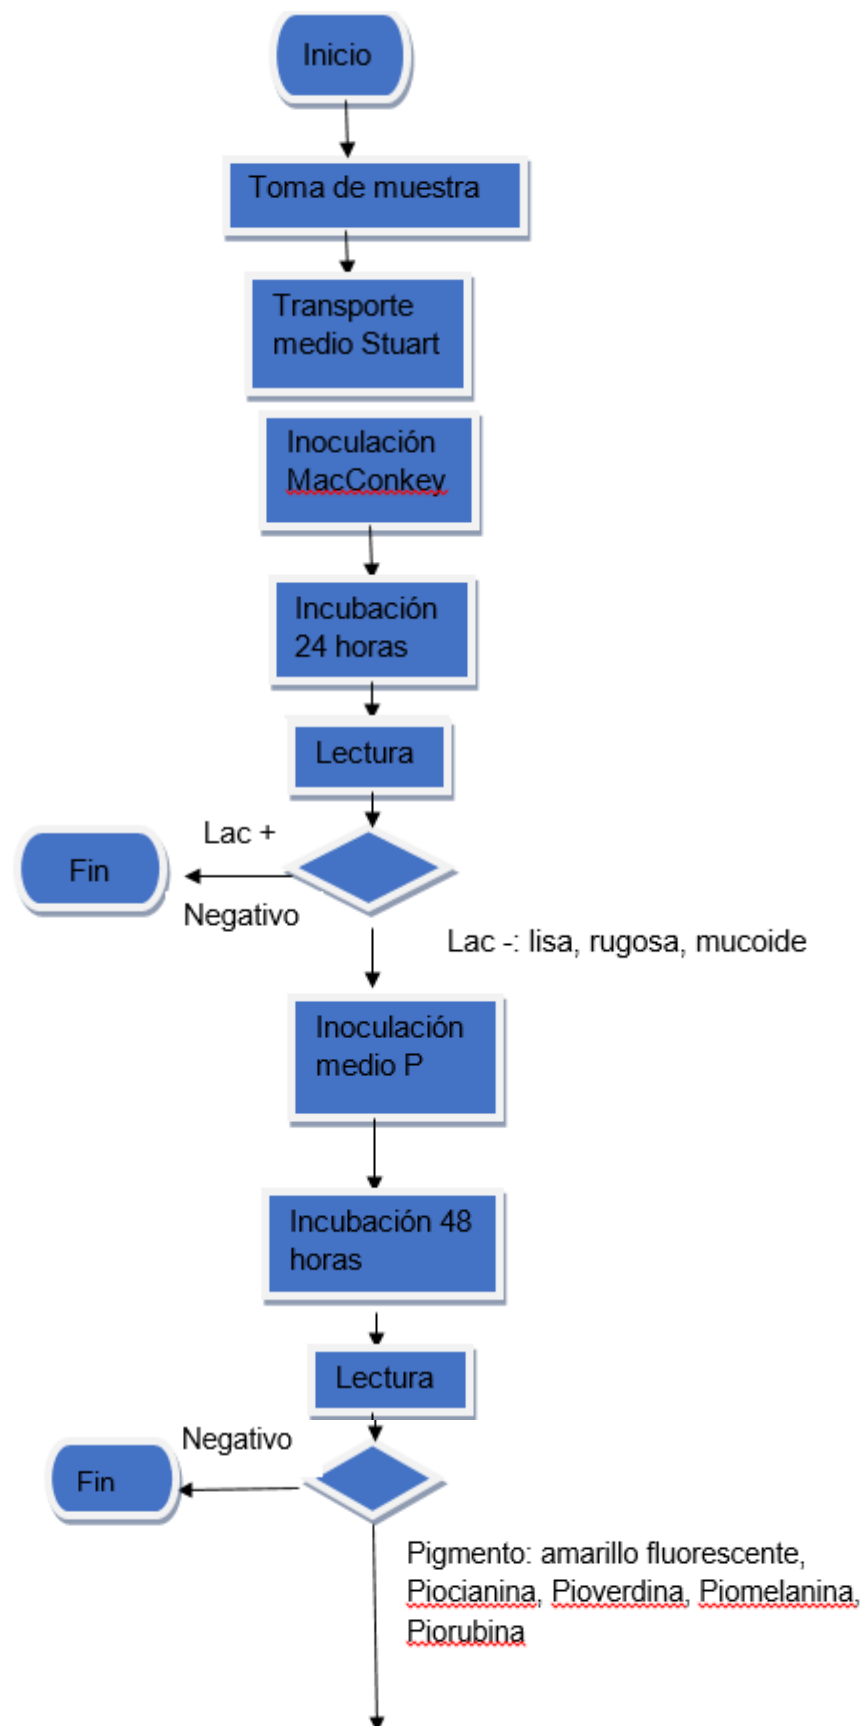 Inicio
Toma de muestra
Transporte
medio Stuart
Inoculación
MacConkey
Incubación
24 horas
Lectura
Lac +
Fin
Negativo
Lac -: lisa, rugosa, mucoide
Inoculación
medio P
Incubación 48
horas
Lectura
Negativo
Fin
Pigmento: amarillo fluorescente,
Piocianina, Pioverdina, Piomelanina,
Piorubina